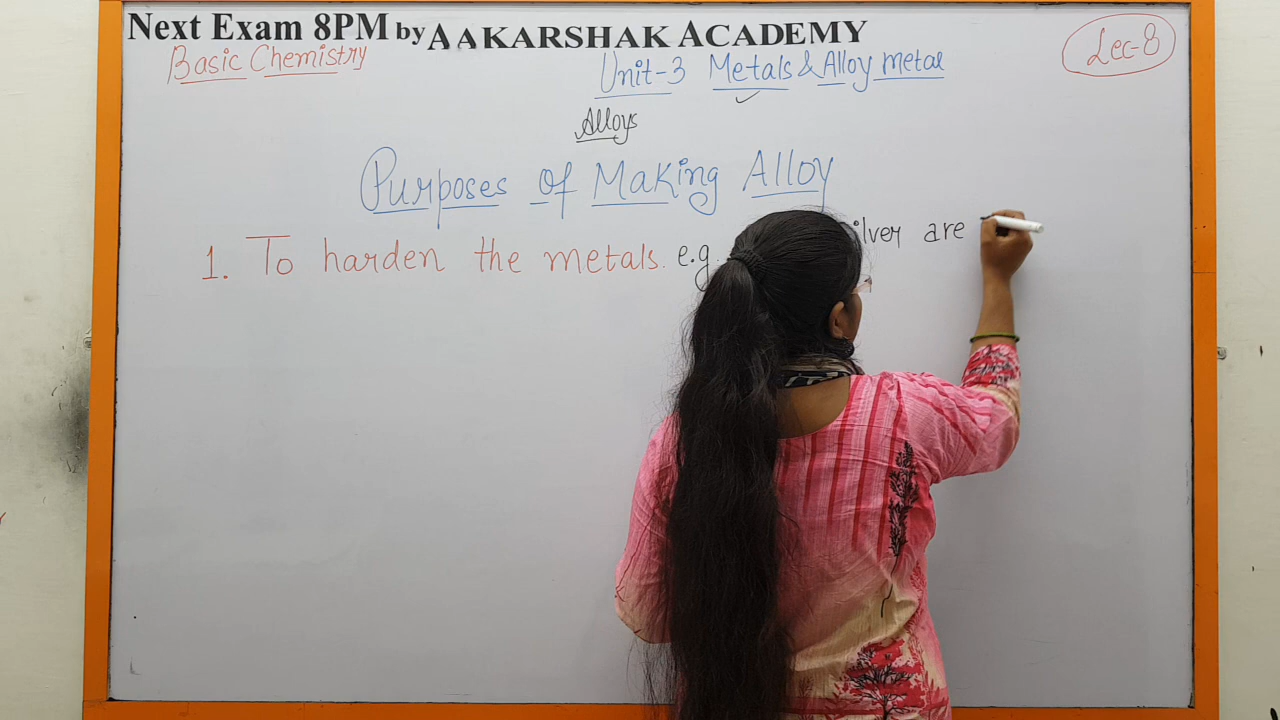 Next Exam 8PM by AAKARSHAK ACADEMY
Basic Chemistry
Unit-3 Metals & Alloy metal
Lec-8
Alloys
Purposes of Making Alloy
1. To harden the metals. e.g. are